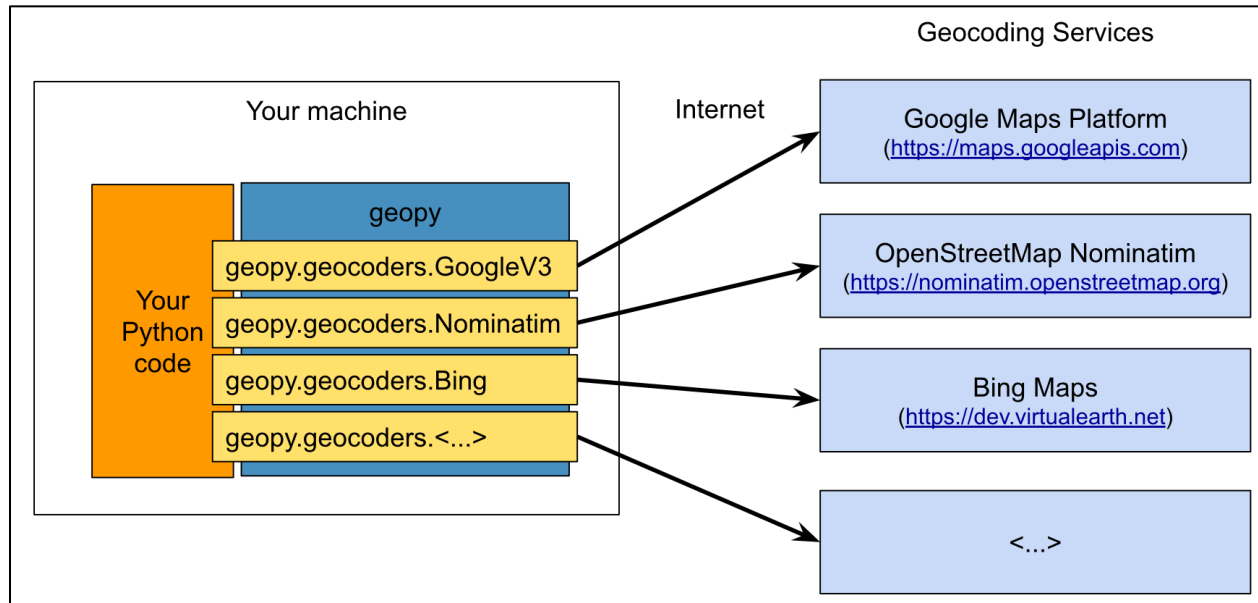 Geocoding Services
Your machine
Internet
Your
Python
code
geopy
geopy.geocoders.GoogleV3
geopy.geocoders.Nominatim
geopy.geocoders.Bing
geopy.geocoders.<...>
Google Maps Platform
(https://maps.googleapis.com)
OpenStreetMap Nominatim
(https://nominatim.openstreetmap.org)
Bing Maps
(https://dev.virtualearth.net)
<...>